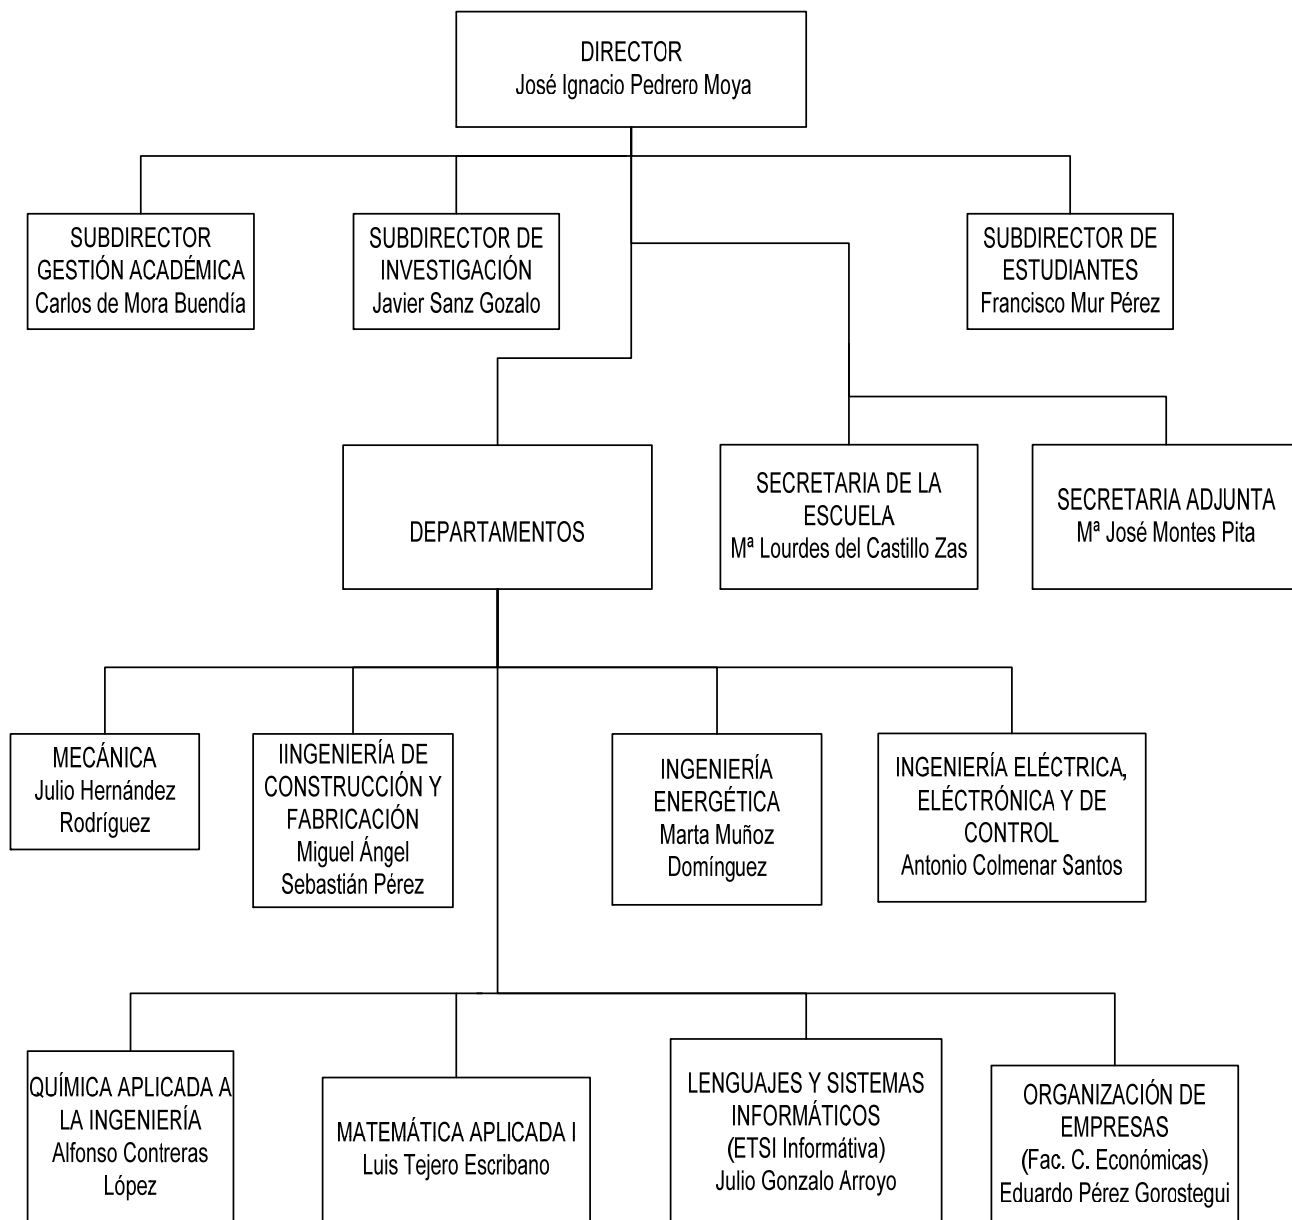 DIRECTOR
José Ignacio Pedrero Moya
SUBDIRECTOR
GESTIÓN ACADÉMICA
Carlos de Mora Buendía
SUBDIRECTOR DE
INVESTIGACIÓN
Javier Sanz Gozalo
SUBDIRECTOR DE
ESTUDIANTES
Francisco Mur Pérez
DEPARTAMENTOS
SECRETARIA DE LA
ESCUELA
Mª Lourdes del Castillo Zas
SECRETARIA ADJUNTA
Mª José Montes Pita
MECÁNICA
Julio Hernández
Rodríguez
IINGENIERÍA DE
CONSTRUCCIÓN Y
FABRICACIÓN
Miguel Ángel
Sebastián Pérez
INGENIERÍA
ENERGÉTICA
Marta Muñoz
Domínguez
INGENIERÍA ELÉCTRICA,
ELÉCTRÓNICA Y DE
CONTROL
Antonio Colmenar Santos
QUÍMICA APLICADA A
LA INGENIERÍA
Alfonso Contreras
López
MATEMÁTICA APLICADA I
Luis Tejero Escribano
LENGUAJES Y SISTEMAS
INFORMÁTICOS
(ETSI Informátiva)
Julio Gonzalo Arroyo
ORGANIZACIÓN DE
EMPRESAS
(Fac. C. Económicas)
Eduardo Pérez Gorostegui